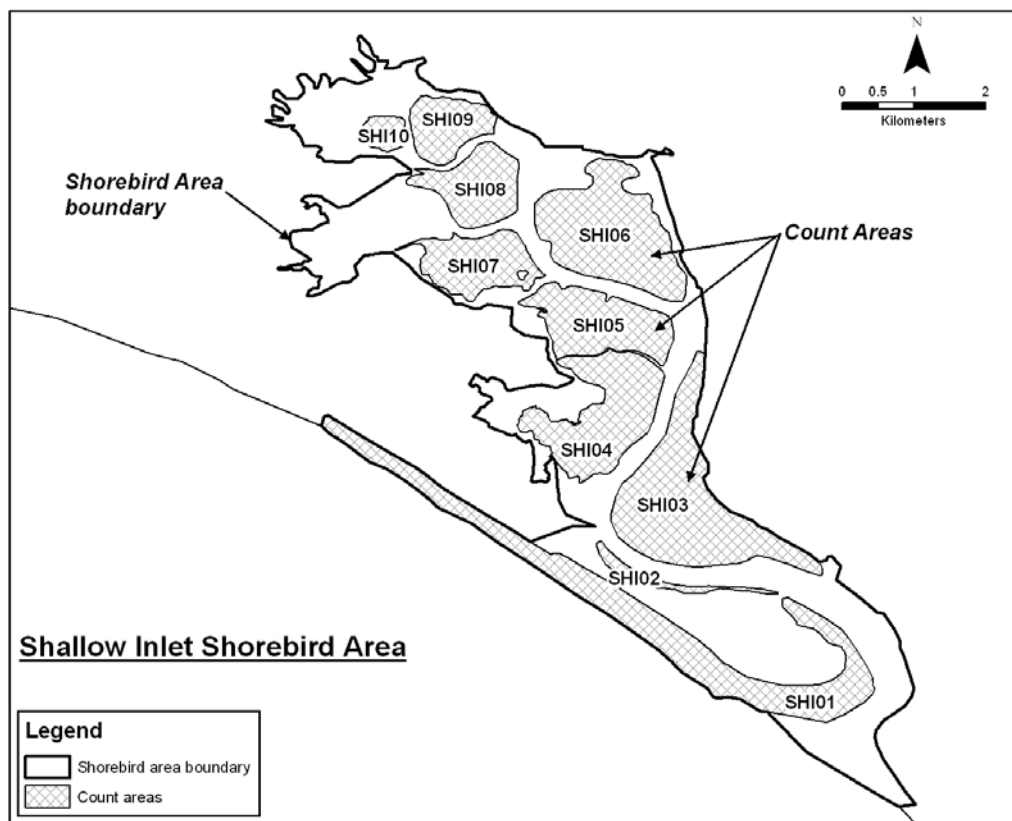 N
0 0.5 1 2
Kilometers
SHI09
SHI10
SHI08
Shorebird Area
boundary
SHI06
Count Areas
SHI07
SHI05
SHI04
SHI03
SHI02
SHI01
Shallow Inlet Shorebird Area
Legend
Shorebird area boundary
Count areas